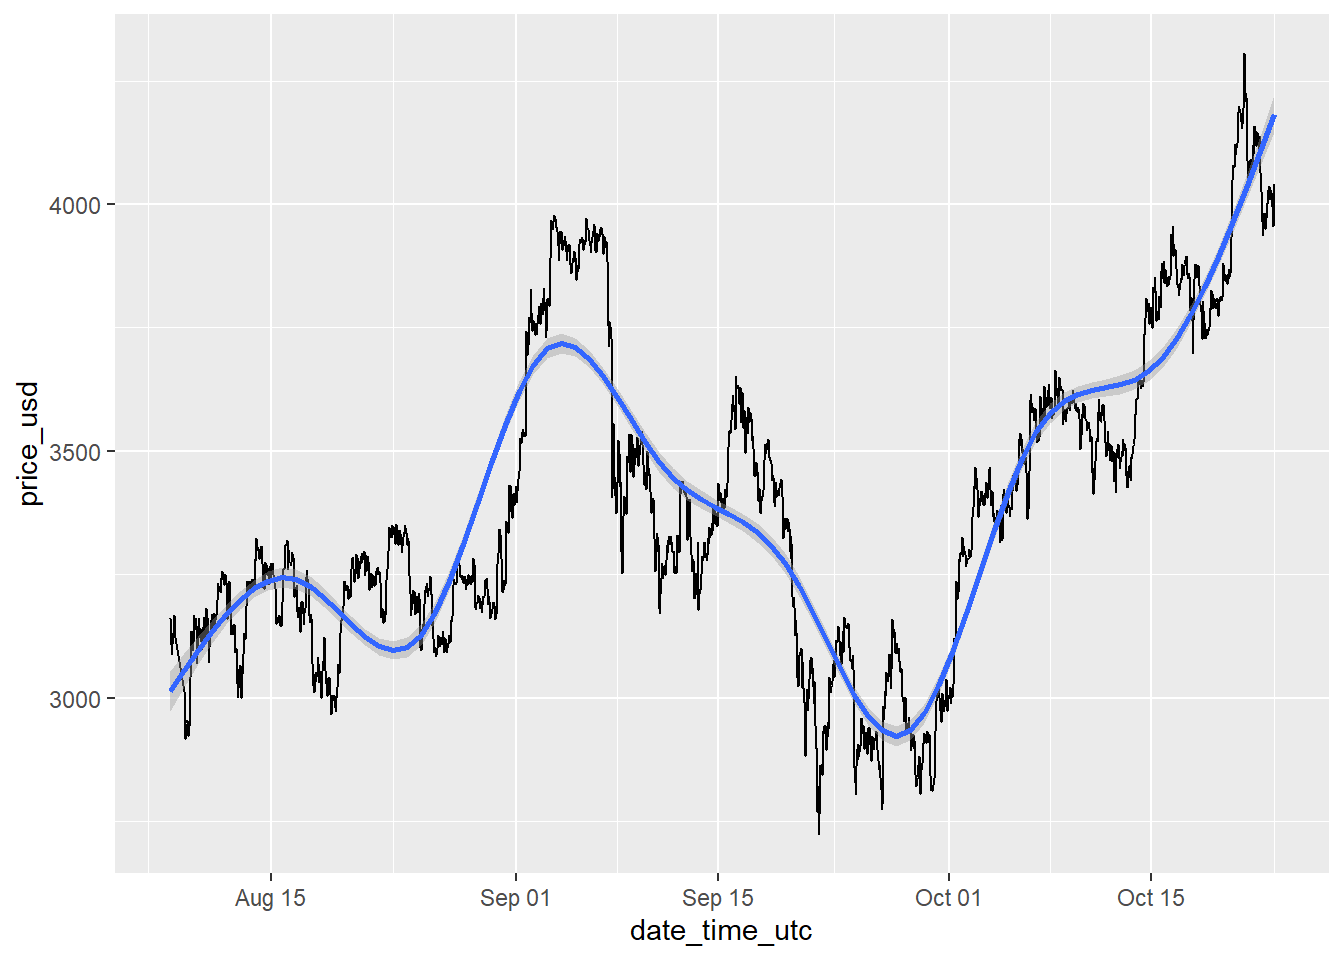 4000
3500
3000
price_usd
Aug 15
Sep 01
Sep 15
Oct 01
Oct 15
date_time_utc